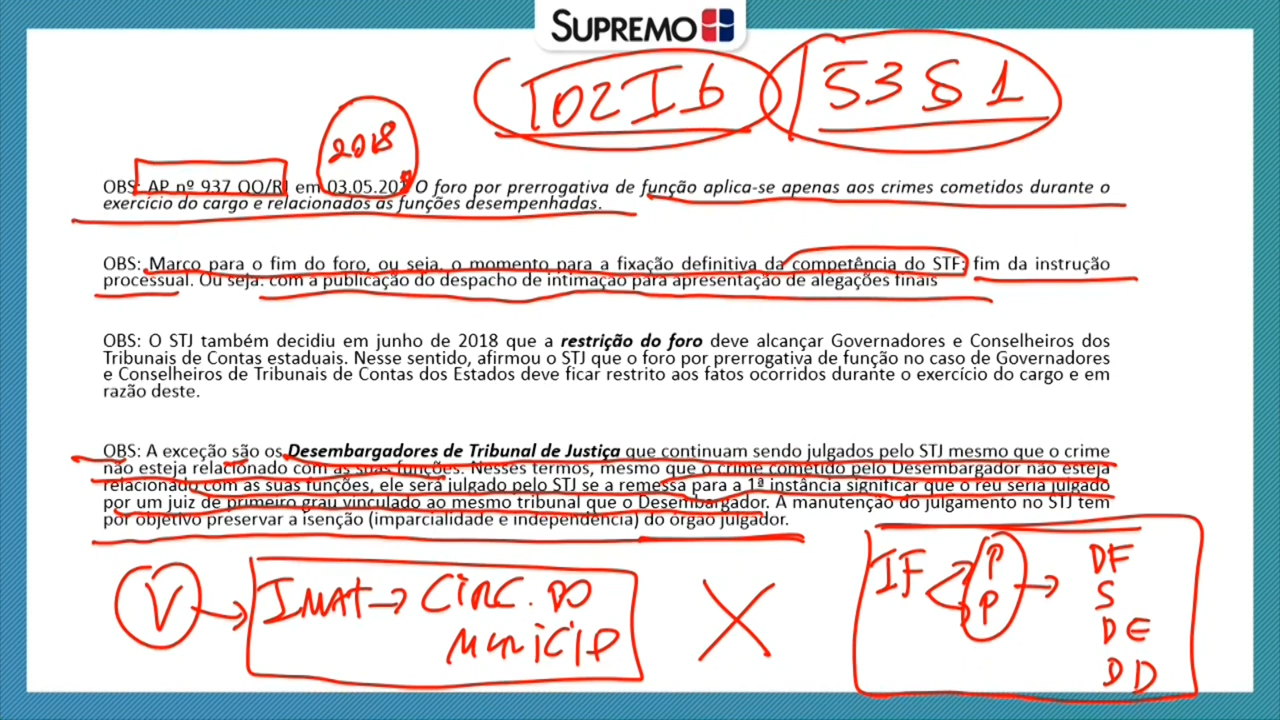 SUPREMO
102 I 6
53 § 1
2018
OBS: AP nº 937 QO/RJ em 03.05.201 O foro por prerrogativa de função aplica-se apenas aos crimes cometidos durante o
exercício do cargo e relacionados às funções desempenhadas.
OBS: Marco para o fim do foro, ou seja, o momento para a fixação definitiva da competência do STF: fim da instrução
processual. Ou seja: com a publicação do despacho de intimação para apresentação de alegações finais
OBS: O STJ também decidiu em junho de 2018 que a restrição do foro deve alcançar Governadores e Conselheiros dos
Tribunais de Contas estaduais. Nesse sentido, afirmou o STJ que o foro por prerrogativa de função no caso de Governadores
e Conselheiros de Tribunais de Contas dos Estados deve ficar restrito aos fatos ocorridos durante o exercício do cargo e em
razão deste.
OBS: A exceção são os Desembargadores de Tribunal de Justiça que continuam sendo julgados pelo STJ mesmo que o crime
não esteja relacionado com as suas funções. Nesses termos, mesmo que o crime cometido pelo Desembargador não esteja
relacionado com as suas funções, ele será julgado pelo STJ se a remessa para a 1ª instância significar que o réu seria julgado
por um juiz de primeiro grau vinculado ao mesmo tribunal que o Desembargador. A manutenção do julgamento no STJ tem
por objetivo preservar a isenção (imparcialidade e independência) do órgão julgador.
V → IMAT → CIRC. DO
MUNICIP
X
IF
P
P
→
DF
S
DE
DD